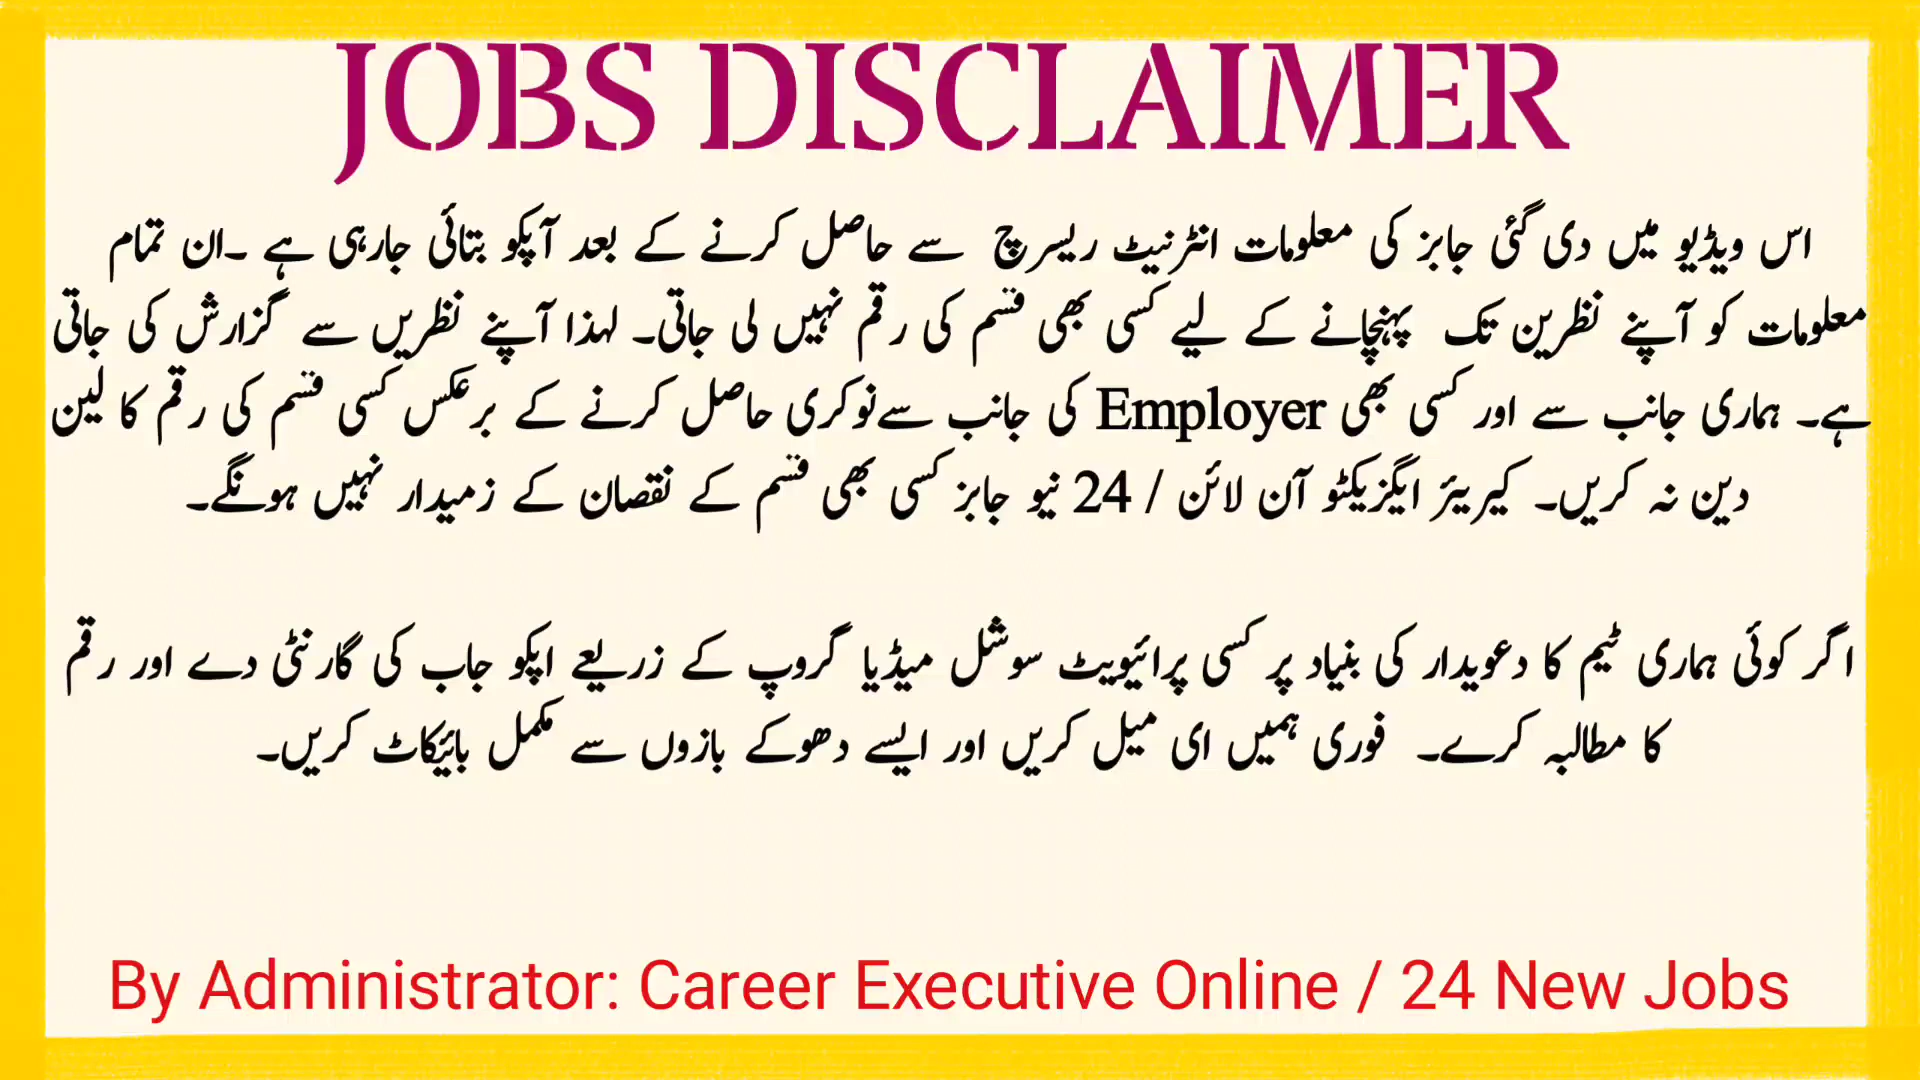 JOBS DISCLAIMER
اس ویڈیو میں دی گئی جابز کی معلومات انٹرنیٹ ریسرچ سے حاصل کرنے کے بعد آپکو بتائی جارہی ہے ۔ان تمام
معلومات کو آپنے نظرین تک پہنچانے کے لیے کسی بھی قسم کی رقم نہیں لی جاتی۔ لہذا آپنے نظریں سے گزارش کی جاتی
ہے۔ ہماری جانب سے اور کسی بھی Employer کی جانب سےنوکری حاصل کرنے کے برعکس کسی قسم کی رقم کا لین
دین نہ کریں۔ کیریئر ایگزیکٹو آن لائن / 24 نیو جابز کسی بھی قسم کے نقصان کے زمیدار نہیں ہونگے۔
اگر کوئی ہماری ٹیم کا دعویدار کی بنیاد پر کسی پرائیویٹ سوشل میڈیا گروپ کے زریعے اپکو جاب کی گارنٹی دے اور رقم
کا مطالبہ کرے۔ فوری ہمیں ای میل کریں اور ایسے دھوکے بازوں سے مکمل بائیکاٹ کریں۔
By Administrator: Career Executive Online / 24 New Jobs